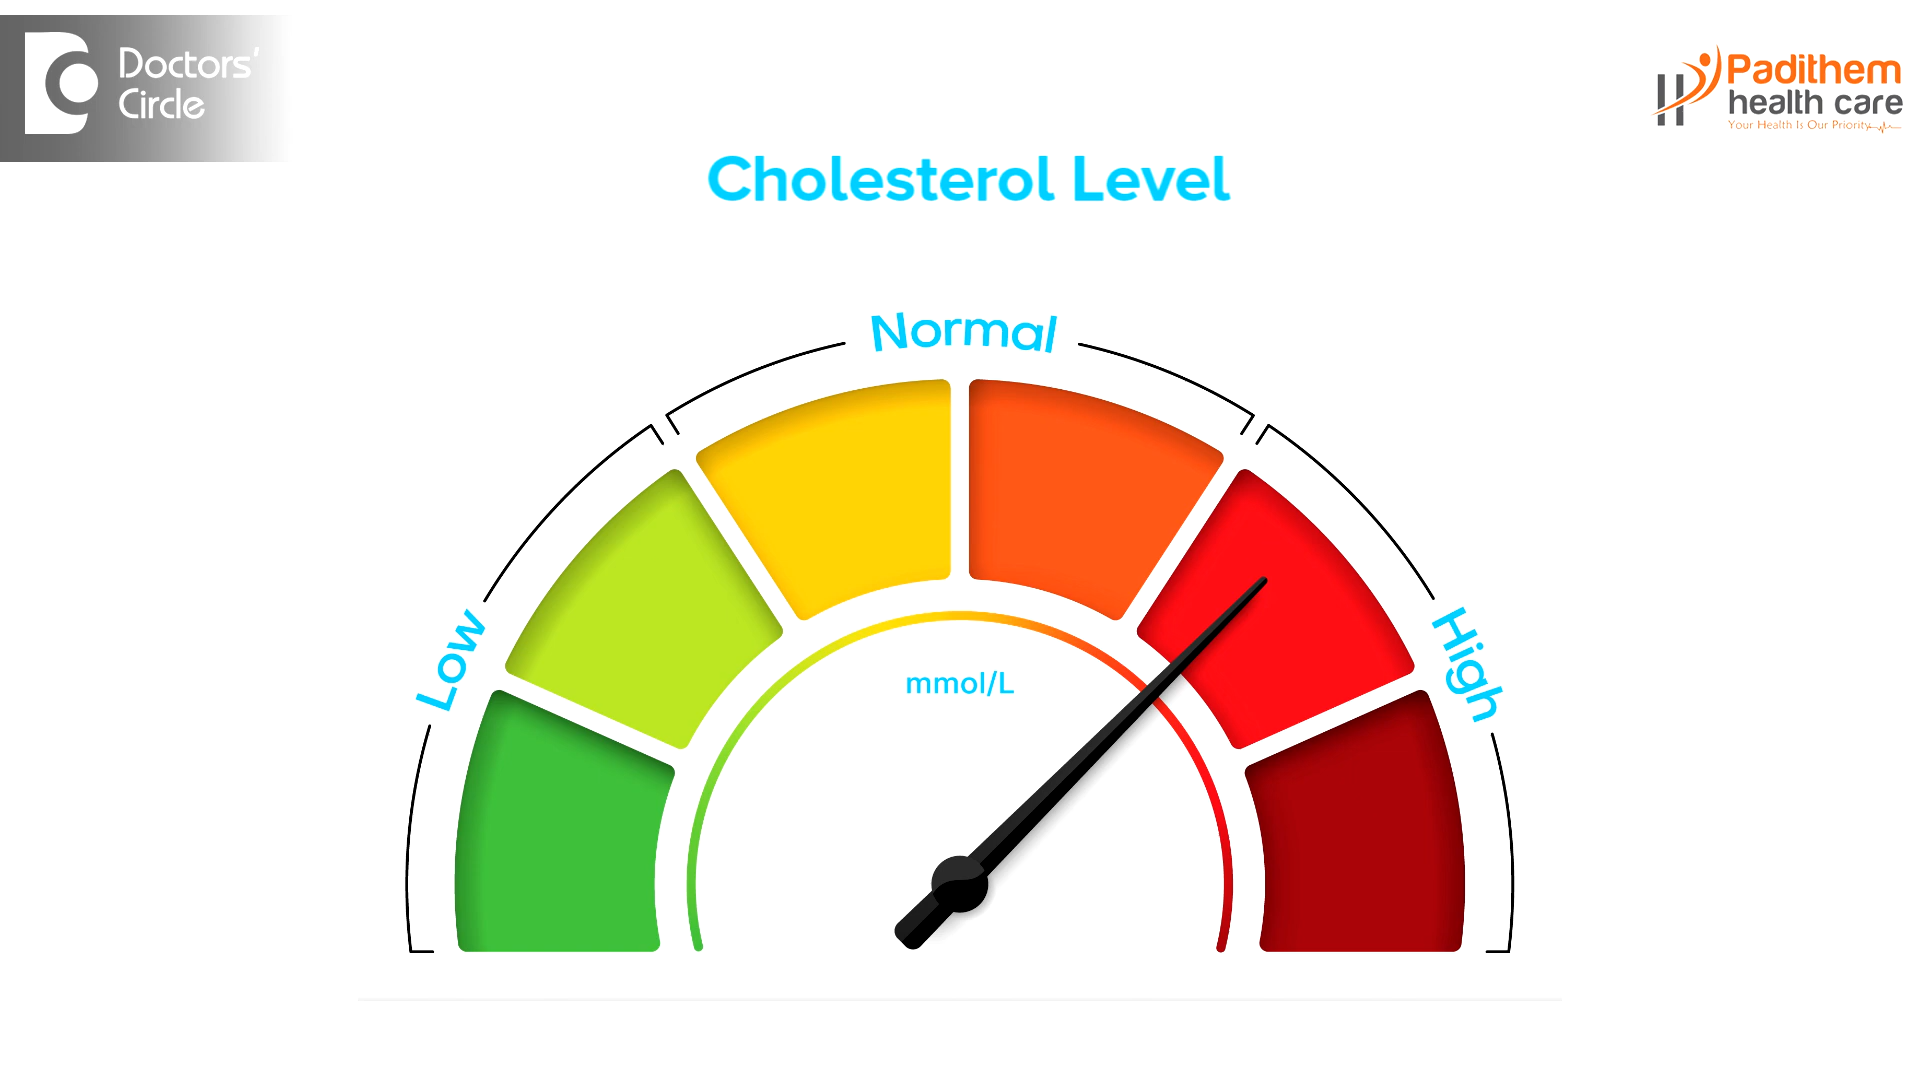 Doctors'
Circle
Padithem
health care
Your Health Is Our Priority
Cholesterol Level
Normal
Low
High
mmol/L